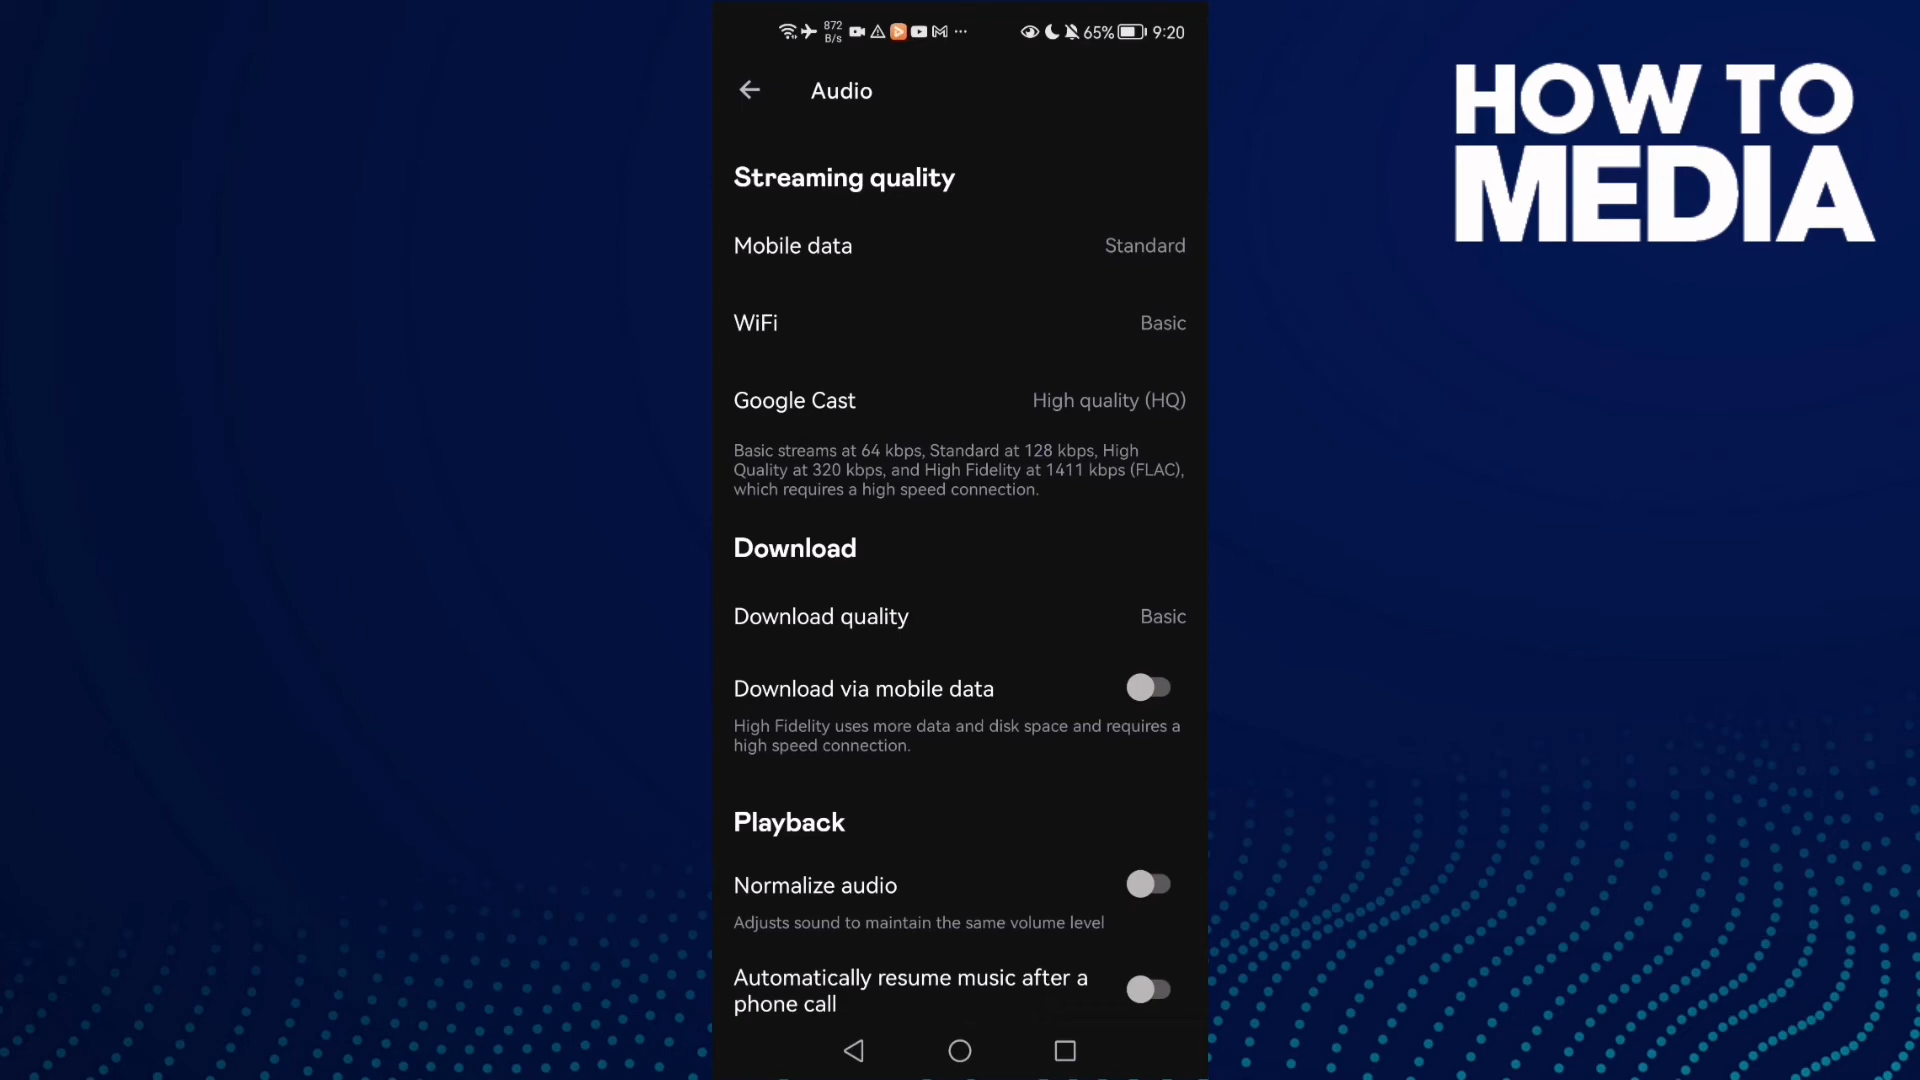 872
B/s
65%
9:20
HOW TO
MEDIA
Audio
Streaming quality
Mobile data Standard
WiFi Basic
Google Cast High quality (HQ)
Basic streams at 64 kbps, Standard at 128 kbps, High
Quality at 320 kbps, and High Fidelity at 1411 kbps (FLAC),
which requires a high speed connection.
Download
Download quality Basic
Download via mobile data
High Fidelity uses more data and disk space and requires a
high speed connection.
Playback
Normalize audio
Adjusts sound to maintain the same volume level
Automatically resume music after a
phone call